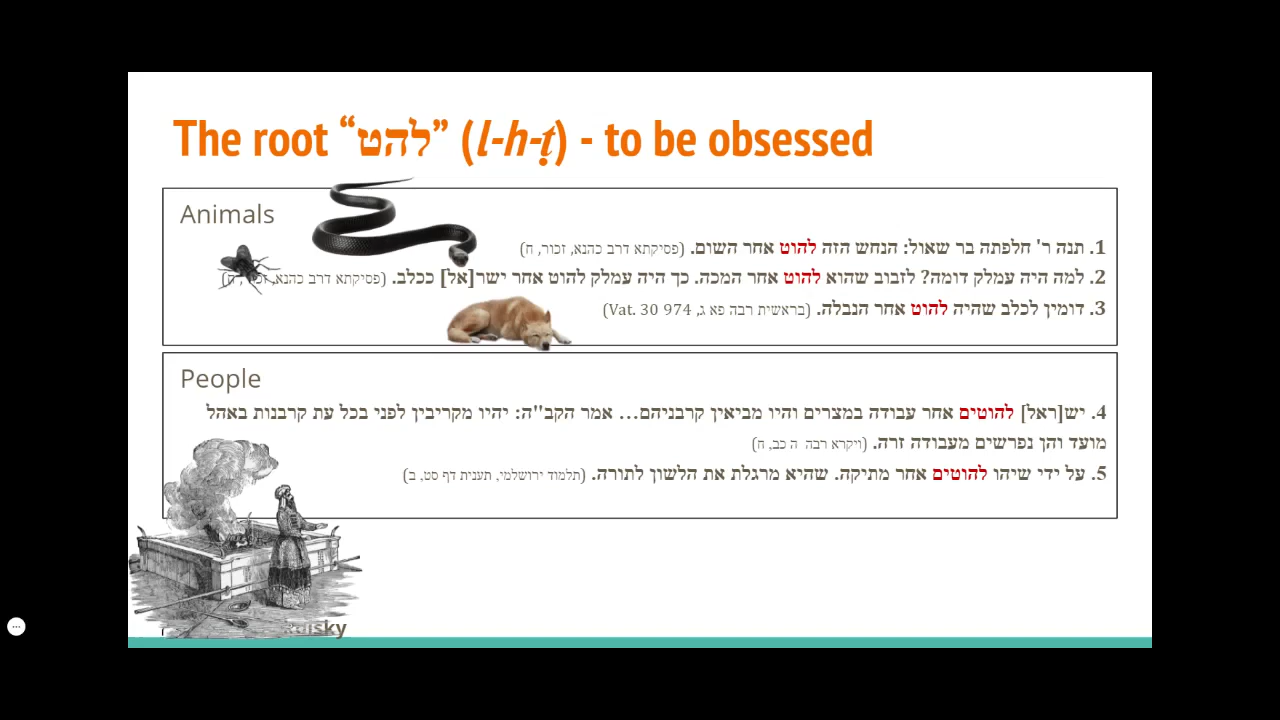 The root “להט” (l-h-ṭ) - to be obsessed
Animals
1. תנה ר' חלפתה בר שאול: הנחש הזה להוט אחר השום. (פסיקתא דרב כהנא, זכור, ח)
2. למה היה עמלק דומה? לזבוב שהוא להוט אחר המכה. כך היה עמלק להוט אחר ישר[אל] ככלב. (פסיקתא דרב כהנא, זכור, ח)
3. דומין לכלב שהיה להוט אחר הנבלה. (בראשית רבה פא ג, Vat. 30 974)
People
4. יש[ראל] להוטים אחר עבודה במצרים והיו מביאין קרבניהם... אמר הקב"ה: יהיו מקריבין לפני בכל עת קרבנות באהל
מועד והן נפרשים מעבודה זרה. (ויקרא רבה ה כב, ח)
5. על ידי שיהו להוטים אחר מתיקה. שהיא מרגלת את הלשון לתורה. (תלמוד ירושלמי, תענית דף סט, ב)